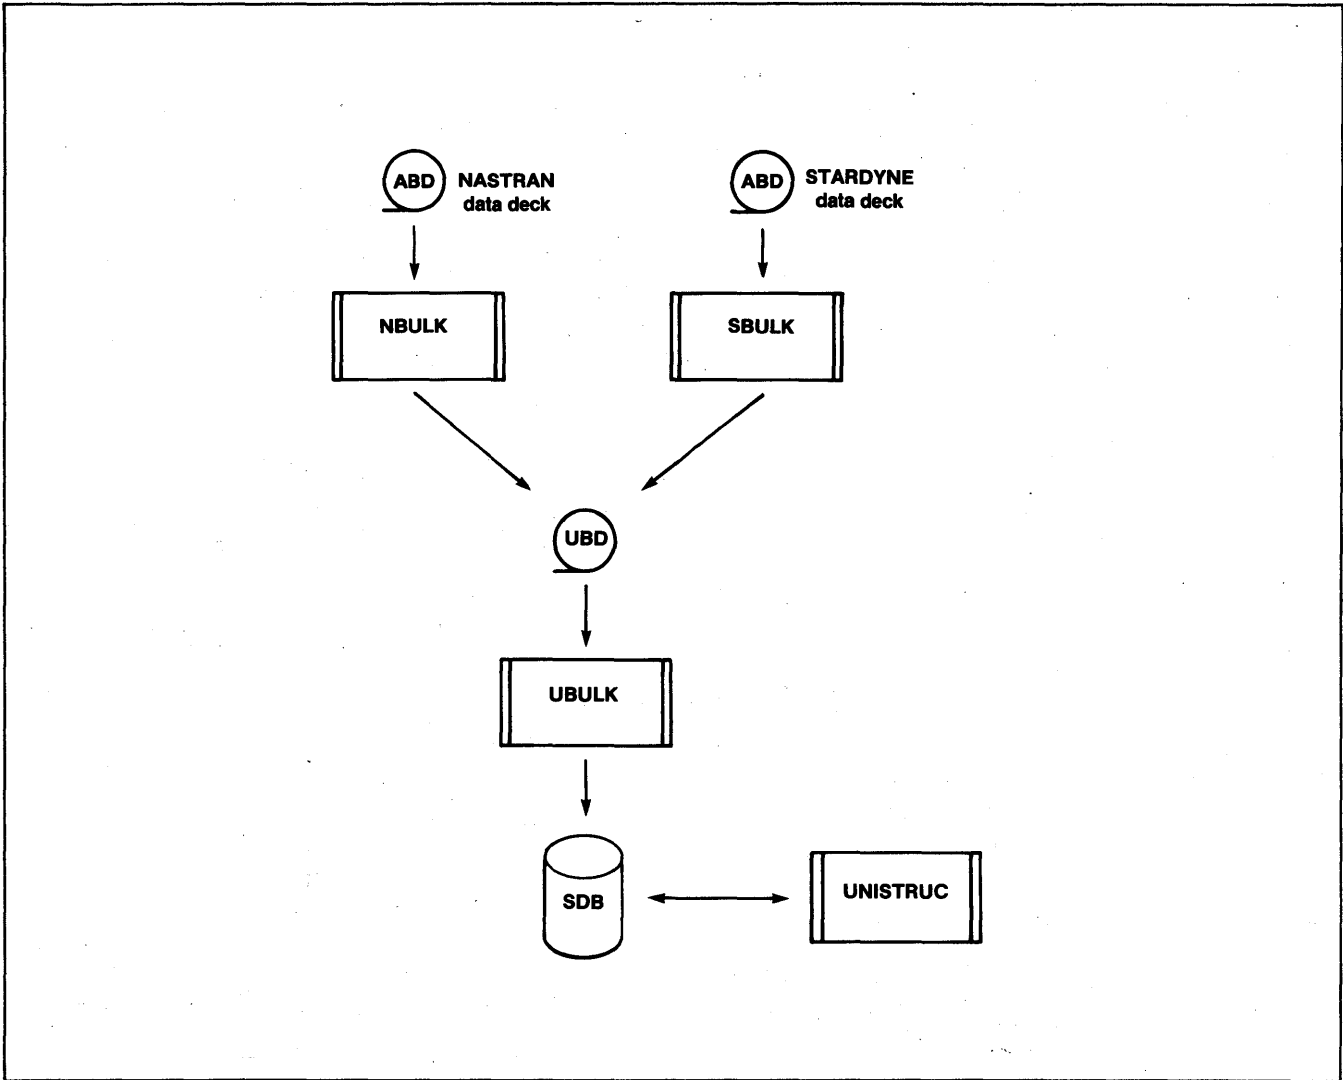 ABD
NASTRAN
data deck
ABD
STARDYNE
data deck
NBULK
SBULK
UBD
UBULK
SDB
UNISTRUC